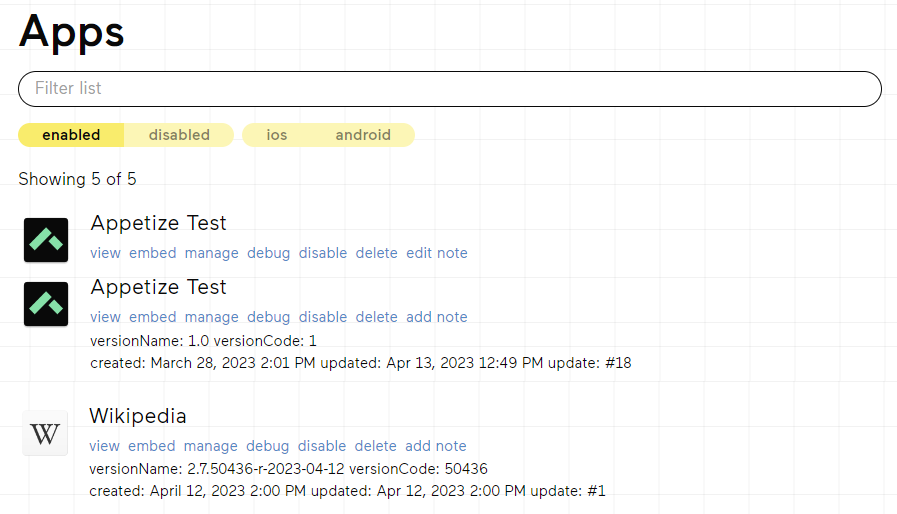 Apps
Filter list
enabled disabled ios android
Showing 5 of 5
Appetize Test
view embed manage debug disable delete edit note
Appetize Test
view embed manage debug disable delete add note
versionName: 1.0 versionCode: 1
created: March 28, 2023 2:01 PM updated: Apr 13, 2023 12:49 PM update: #18
W
Wikipedia
view embed manage debug disable delete add note
versionName: 2.7.50436-r-2023-04-12 versionCode: 50436
created: April 12, 2023 2:00 PM updated: Apr 12, 2023 2:00 PM update: #1